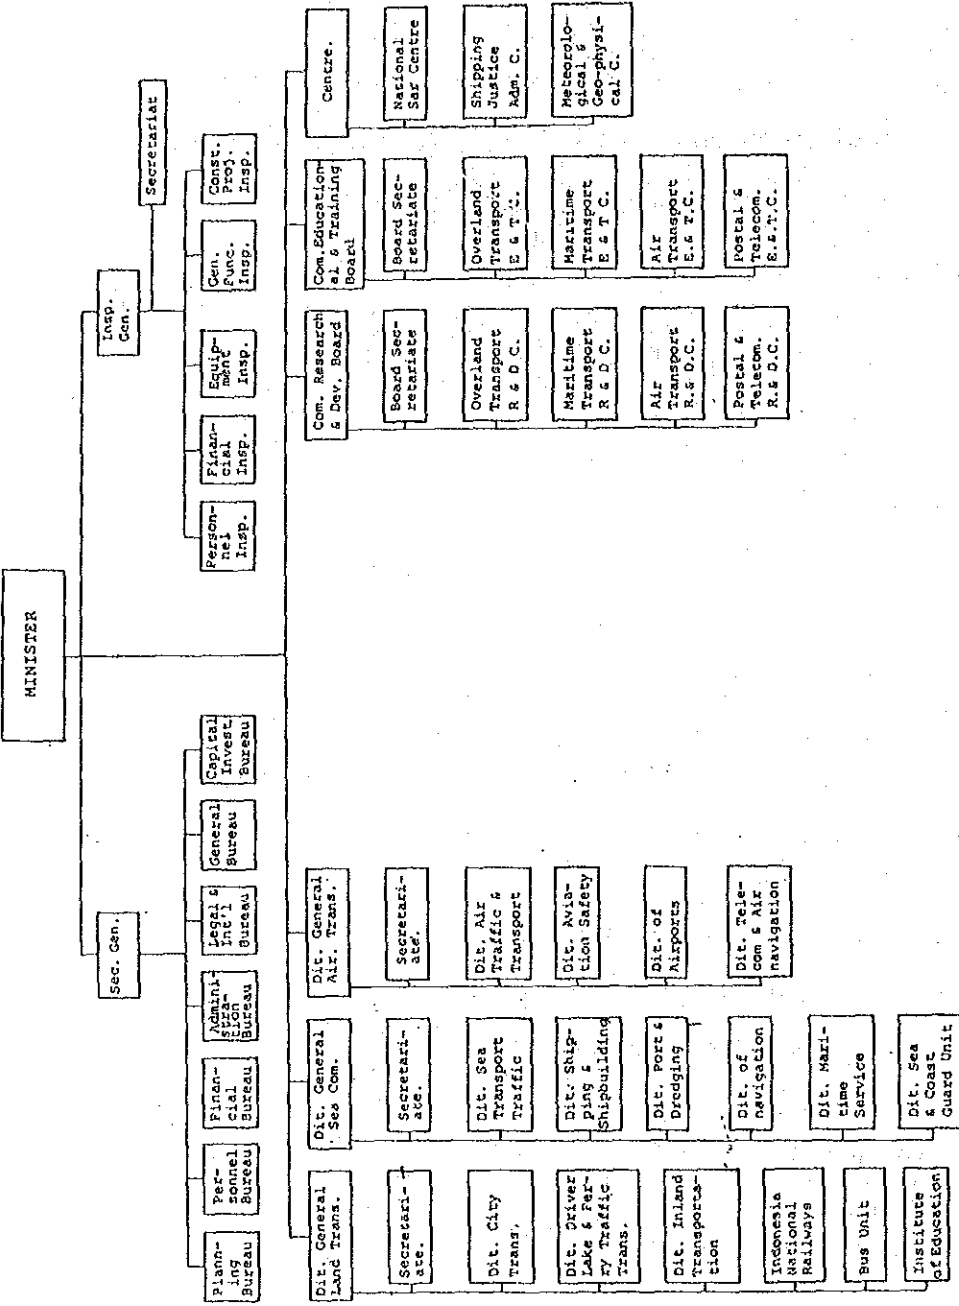 MINISTER
Sec. Gen.
Insp.
Gen.
Secretariat
Plann-
ing
Bureau
Per-
sonnel
Bureau
Finan-
cial
Bureau
Admini-
stra-
tion
Bureau
Legal &
Int'l
Bureau
General
Bureau
Capital
Invest
Bureau
Person-
nel
Insp.
Finan-
cial
Insp.
Equip-
ment
Insp.
Gen.
Func.
Insp.
Const.
Proj.
Insp.
Dit. General
Land Trans.
Secretari-
ate.
Dit. City
Trans.
Dit. Driver
Lake & Fer-
ry Traffic
Trans.
Dit. Inland
Transporta-
tion
Indonesia
National
Railways
Bus Unit
Institute
of Education
Dit. General
Sea Com.
Secretari-
ate.
Dit. Sea
Transport
Traffic
Dit. Ship-
ping &
Shipbuilding
Dit. Port &
Dredging
Dit. of
navigation
Dit. Mari-
time
Service
Dit. Sea
& Coast
Guard Unit
Dit. General
Air. Trans.
Secretari-
ate.
Dit. Air
Traffic &
Transport
Dit. Avia-
tion Safety
Dit. of
Airports
Dit. Tele-
com & Air
navigation
Com. Research
& Dev. Board
Board Sec-
retariate
Overland
Transport
R & D C.
Maritime
Transport
R & D C.
Air
Transport
R.& D.C.
Postal &
Telecom.
R.& D.C.
Com.Education-
al & Training
Board
Board Sec-
retariate
Overland
Transport
E & T C.
Maritime
Transport
E & T C.
Air
Transport
E.& T.C.
Postal &
Telecom.
E.&.T.C.
Centre.
National
Sar Centre
Shipping
Justice
Adm. C.
Meteorolo-
gical &
Geo-physi-
cal C.